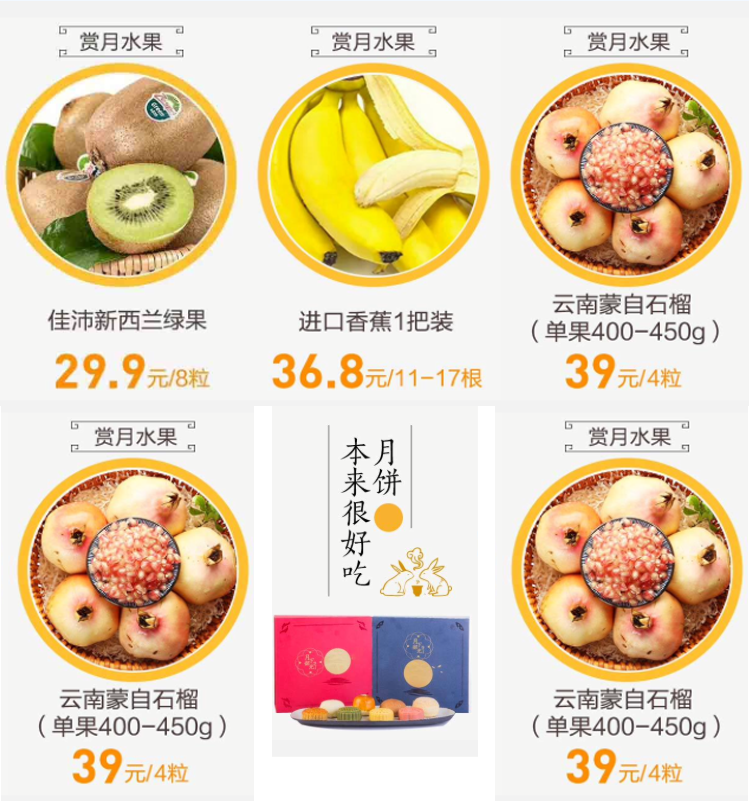 赏月水果
佳沛新西兰绿果
29.9元/8粒
赏月水果
进口香蕉1把装
36.8元/11-17根
赏月水果
云南蒙自石榴
(单果400-450g)
39元/4粒
赏月水果
云南蒙自石榴
(单果400-450g)
39元/4粒
月饼
本来很好吃
赏月水果
云南蒙自石榴
(单果400-450g)
39元/4粒